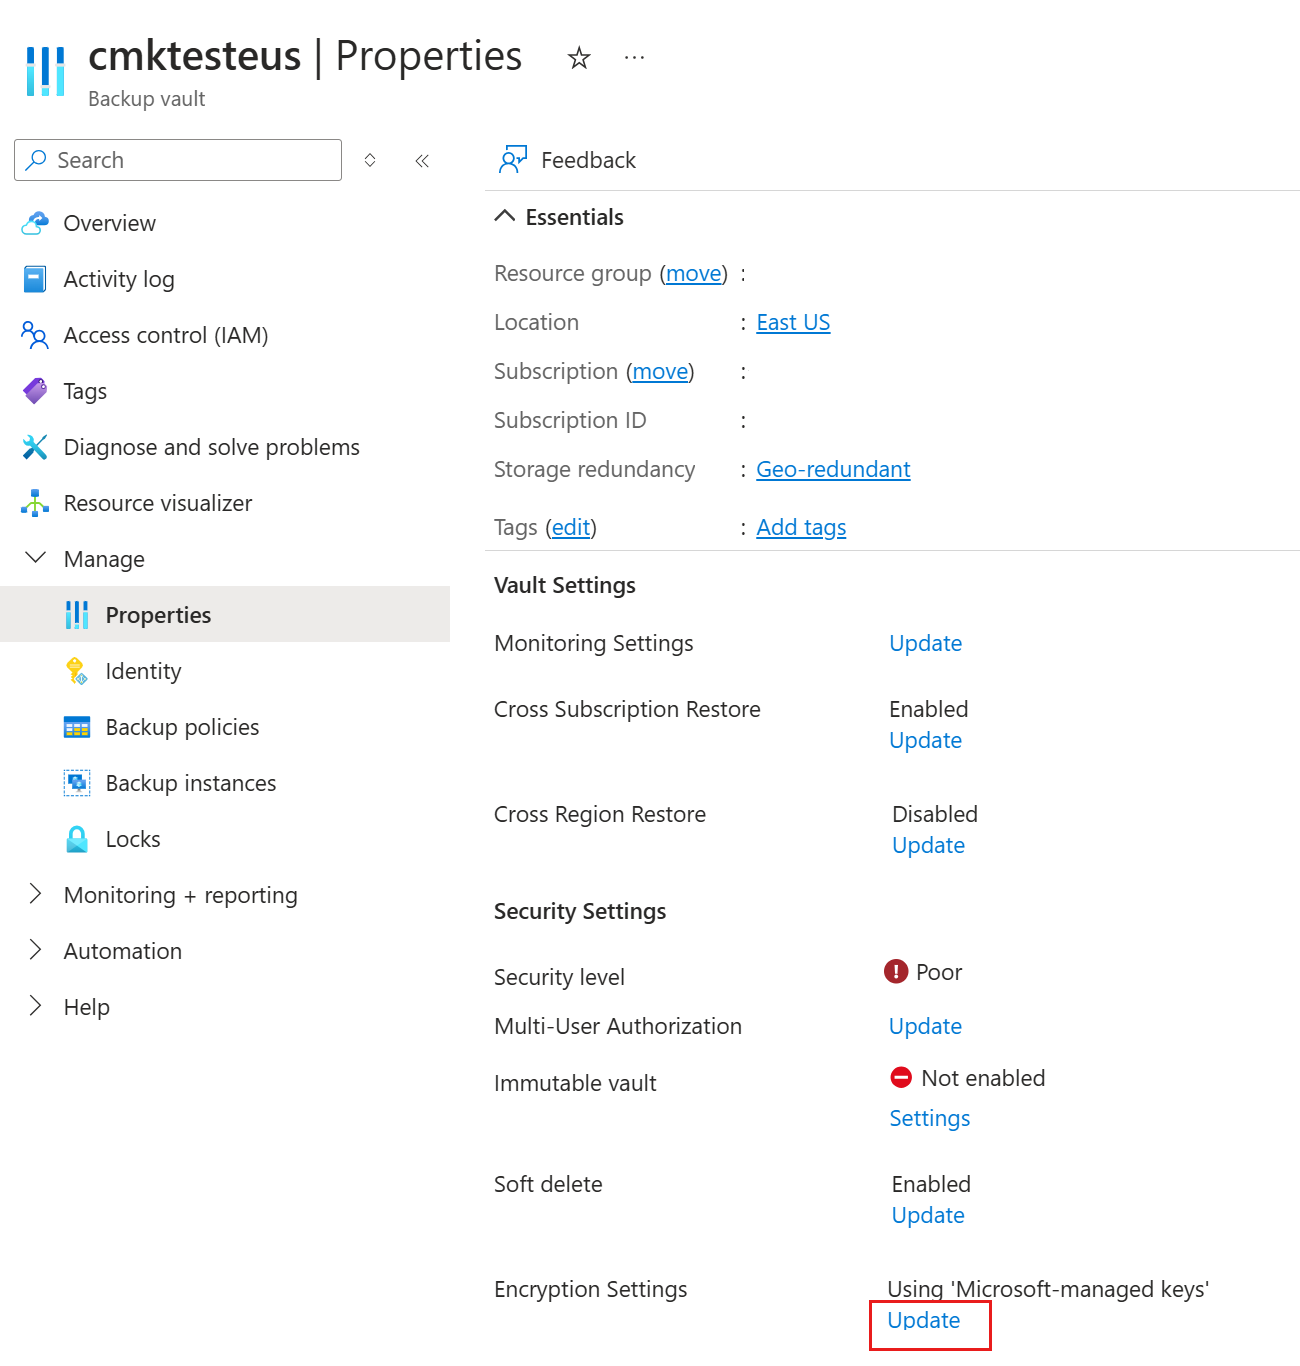 cmktesteus | Properties
Backup vault
Search
Overview
Activity log
Access control (IAM)
Tags
Diagnose and solve problems
Resource visualizer
Manage
Properties
Identity
Backup policies
Backup instances
Locks
Monitoring + reporting
Automation
Help
Feedback
Essentials
Resource group (move) :
Location : East US
Subscription (move) :
Subscription ID :
Storage redundancy : Geo-redundant
Tags (edit) : Add tags
Vault Settings
Monitoring Settings Update
Cross Subscription Restore Enabled
Update
Cross Region Restore Disabled
Update
Security Settings
Security level Poor
Multi-User Authorization Update
Immutable vault Not enabled
Settings
Soft delete Enabled
Update
Encryption Settings Using 'Microsoft-managed keys'
Update